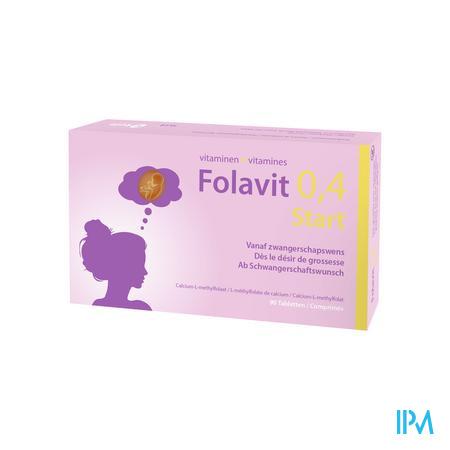 vitaminen • vitamines
Folavit 0,4
Start
Vanaf zwangerschapswens
Dès le désir de grossesse
Ab Schwangerschaftswunsch
Calcium-L-methylfolaat / L-méthylfolate de calcium / Calcium-L-methylfolat
90 Tabletten / Comprimés
IPM